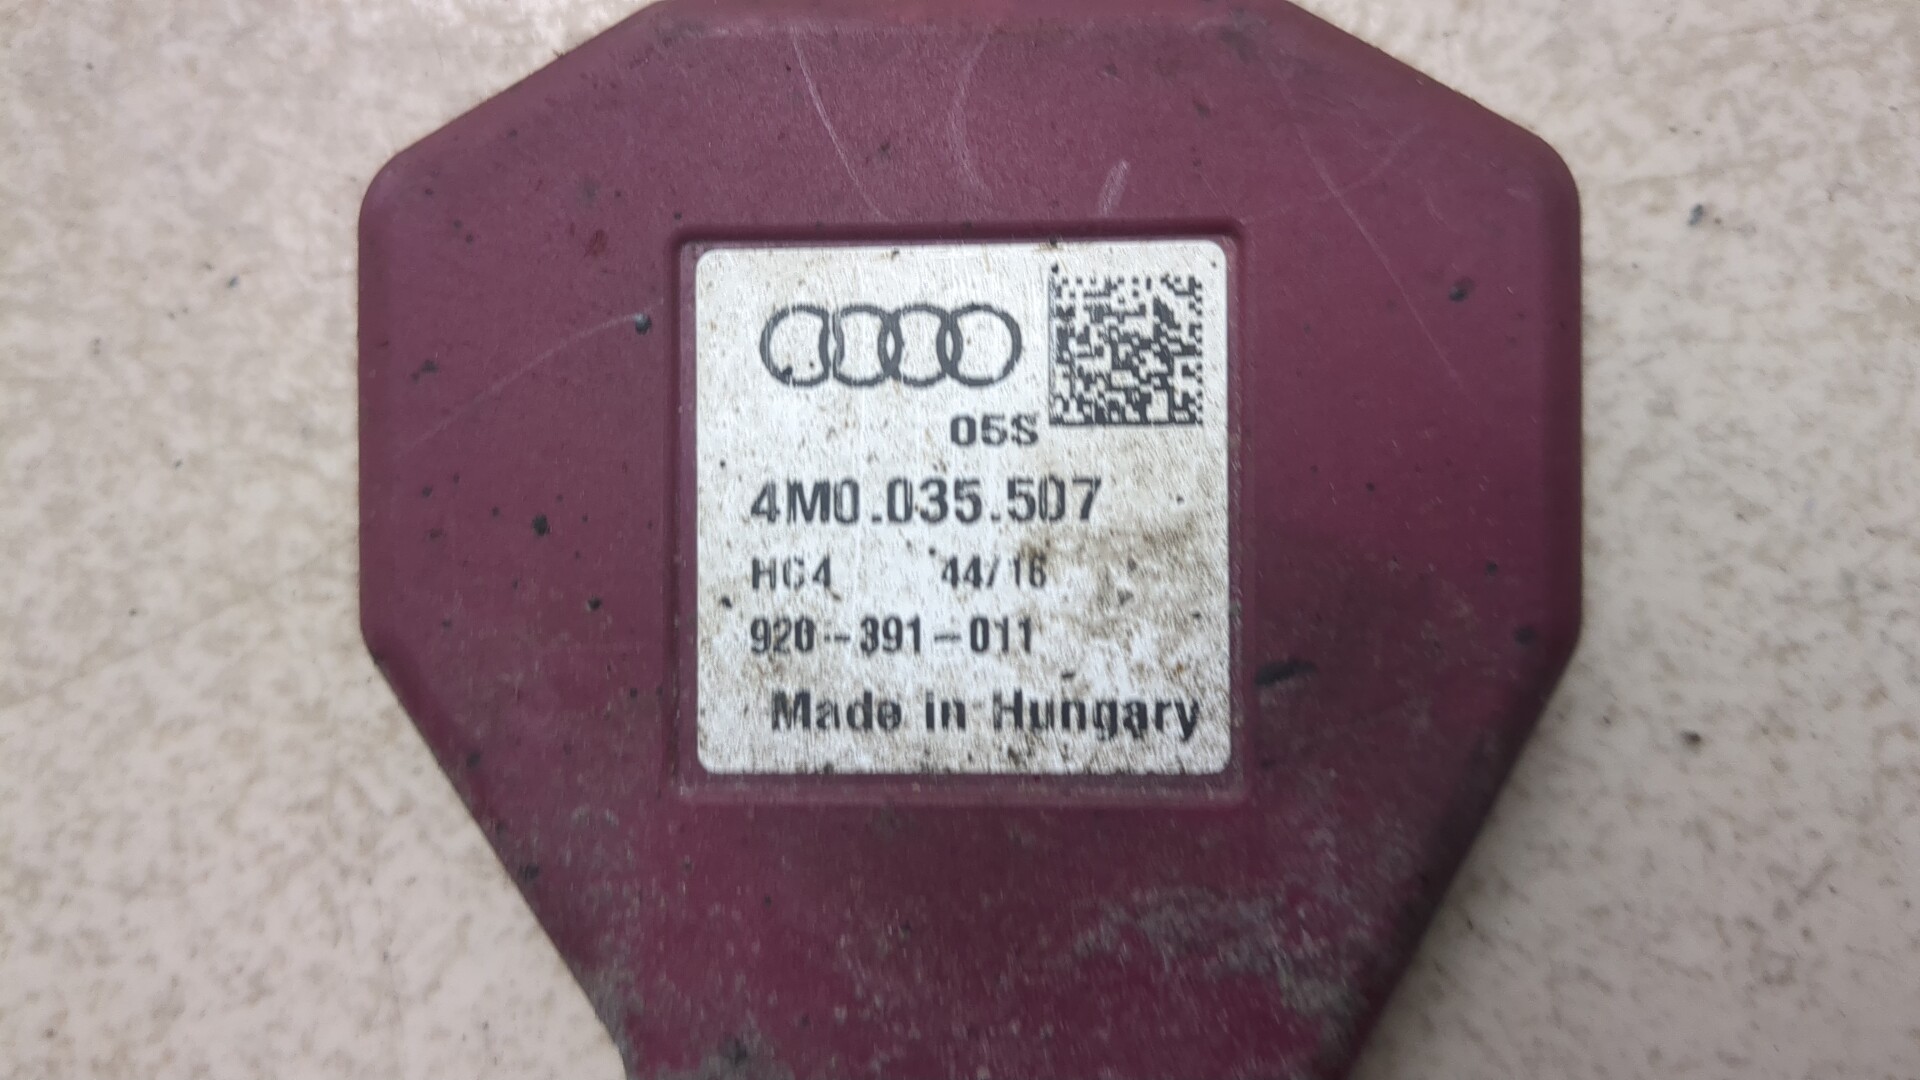 05S
4M0.035.507
HC4 44/16
920-391-011
Made in Hungary